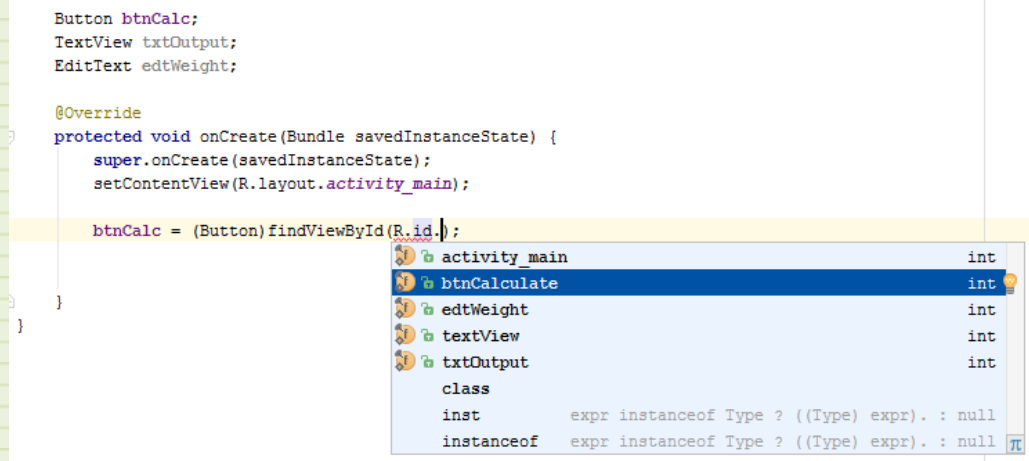 Button btnCalc;
TextView txtOutput;
EditText edtWeight;
@Override
protected void onCreate(Bundle savedInstanceState) {
super.onCreate(savedInstanceState);
setContentView(R.layout.activity_main);
btnCalc = (Button)findViewById(R.id.);
activity_main int
btnCalculate int
edtWeight int
textView int
txtOutput int
class
inst expr instanceof Type ? ((Type) expr). : null
instanceof expr instanceof Type ? ((Type) expr). : null
π
}
}